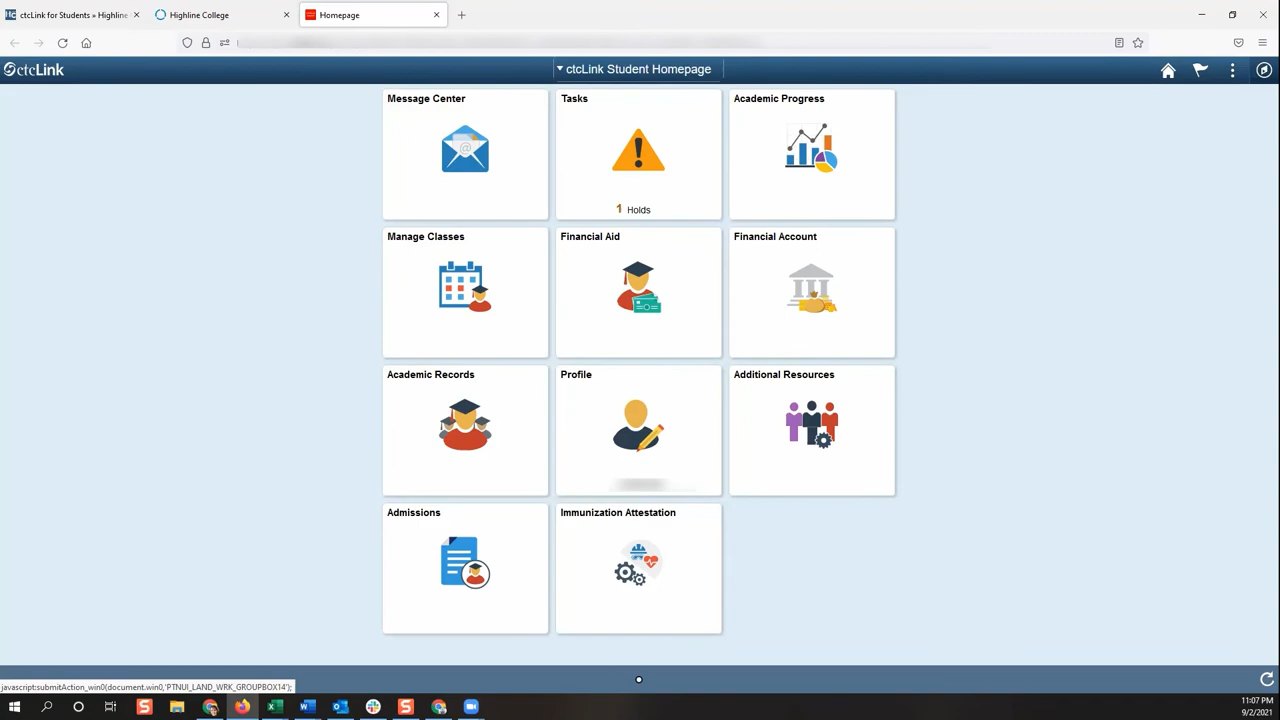 ctcLink for Students » Highline
Highline College
Homepage
ctcLink
ctcLink Student Homepage
Message Center
Tasks
Academic Progress
1 Holds
Manage Classes
Financial Aid
Financial Account
Academic Records
Profile
Additional Resources
Admissions
Immunization Attestation
javascript:submitAction_win0(document.win0,'PTNUI_LAND_WRK_GROUPBOX14');
11:07 PM
9/2/2021